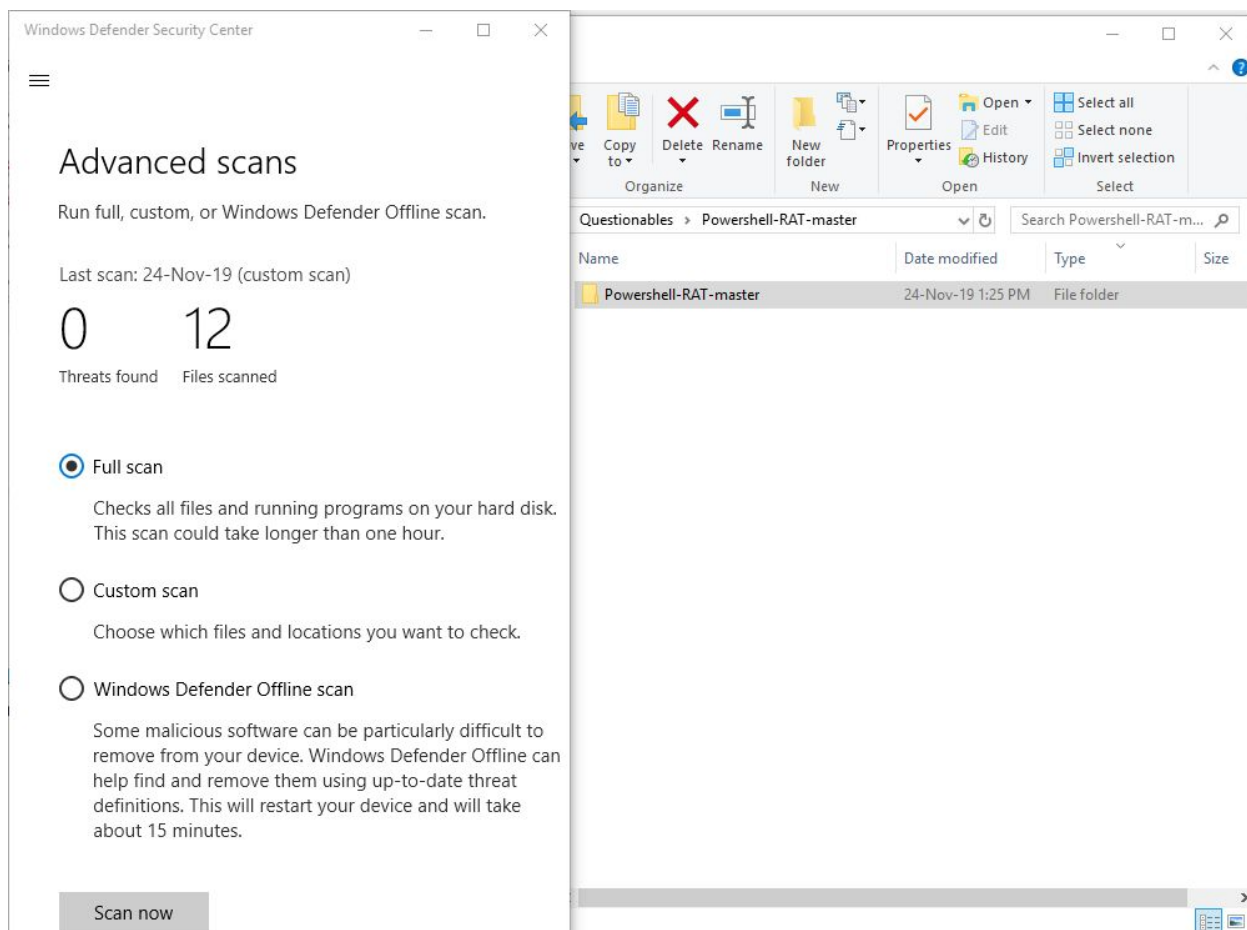 Windows Defender Security Center
Advanced scans
Run full, custom, or Windows Defender Offline scan.
Last scan: 24-Nov-19 (custom scan)
0 12
Threats found Files scanned
Full scan
Checks all files and running programs on your hard disk.
This scan could take longer than one hour.
Custom scan
Choose which files and locations you want to check.
Windows Defender Offline scan
Some malicious software can be particularly difficult to
remove from your device. Windows Defender Offline can
help find and remove them using up-to-date threat
definitions. This will restart your device and will take
about 15 minutes.
Scan now
ve
Copy
to
Delete
Rename
Organize
New
folder
New
Properties
Open
Edit
History
Open
Select all
Select none
Invert selection
Select
Questionables > Powershell-RAT-master
Search Powershell-RAT-m...
Name Date modified Type Size
Powershell-RAT-master 24-Nov-19 1:25 PM File folder